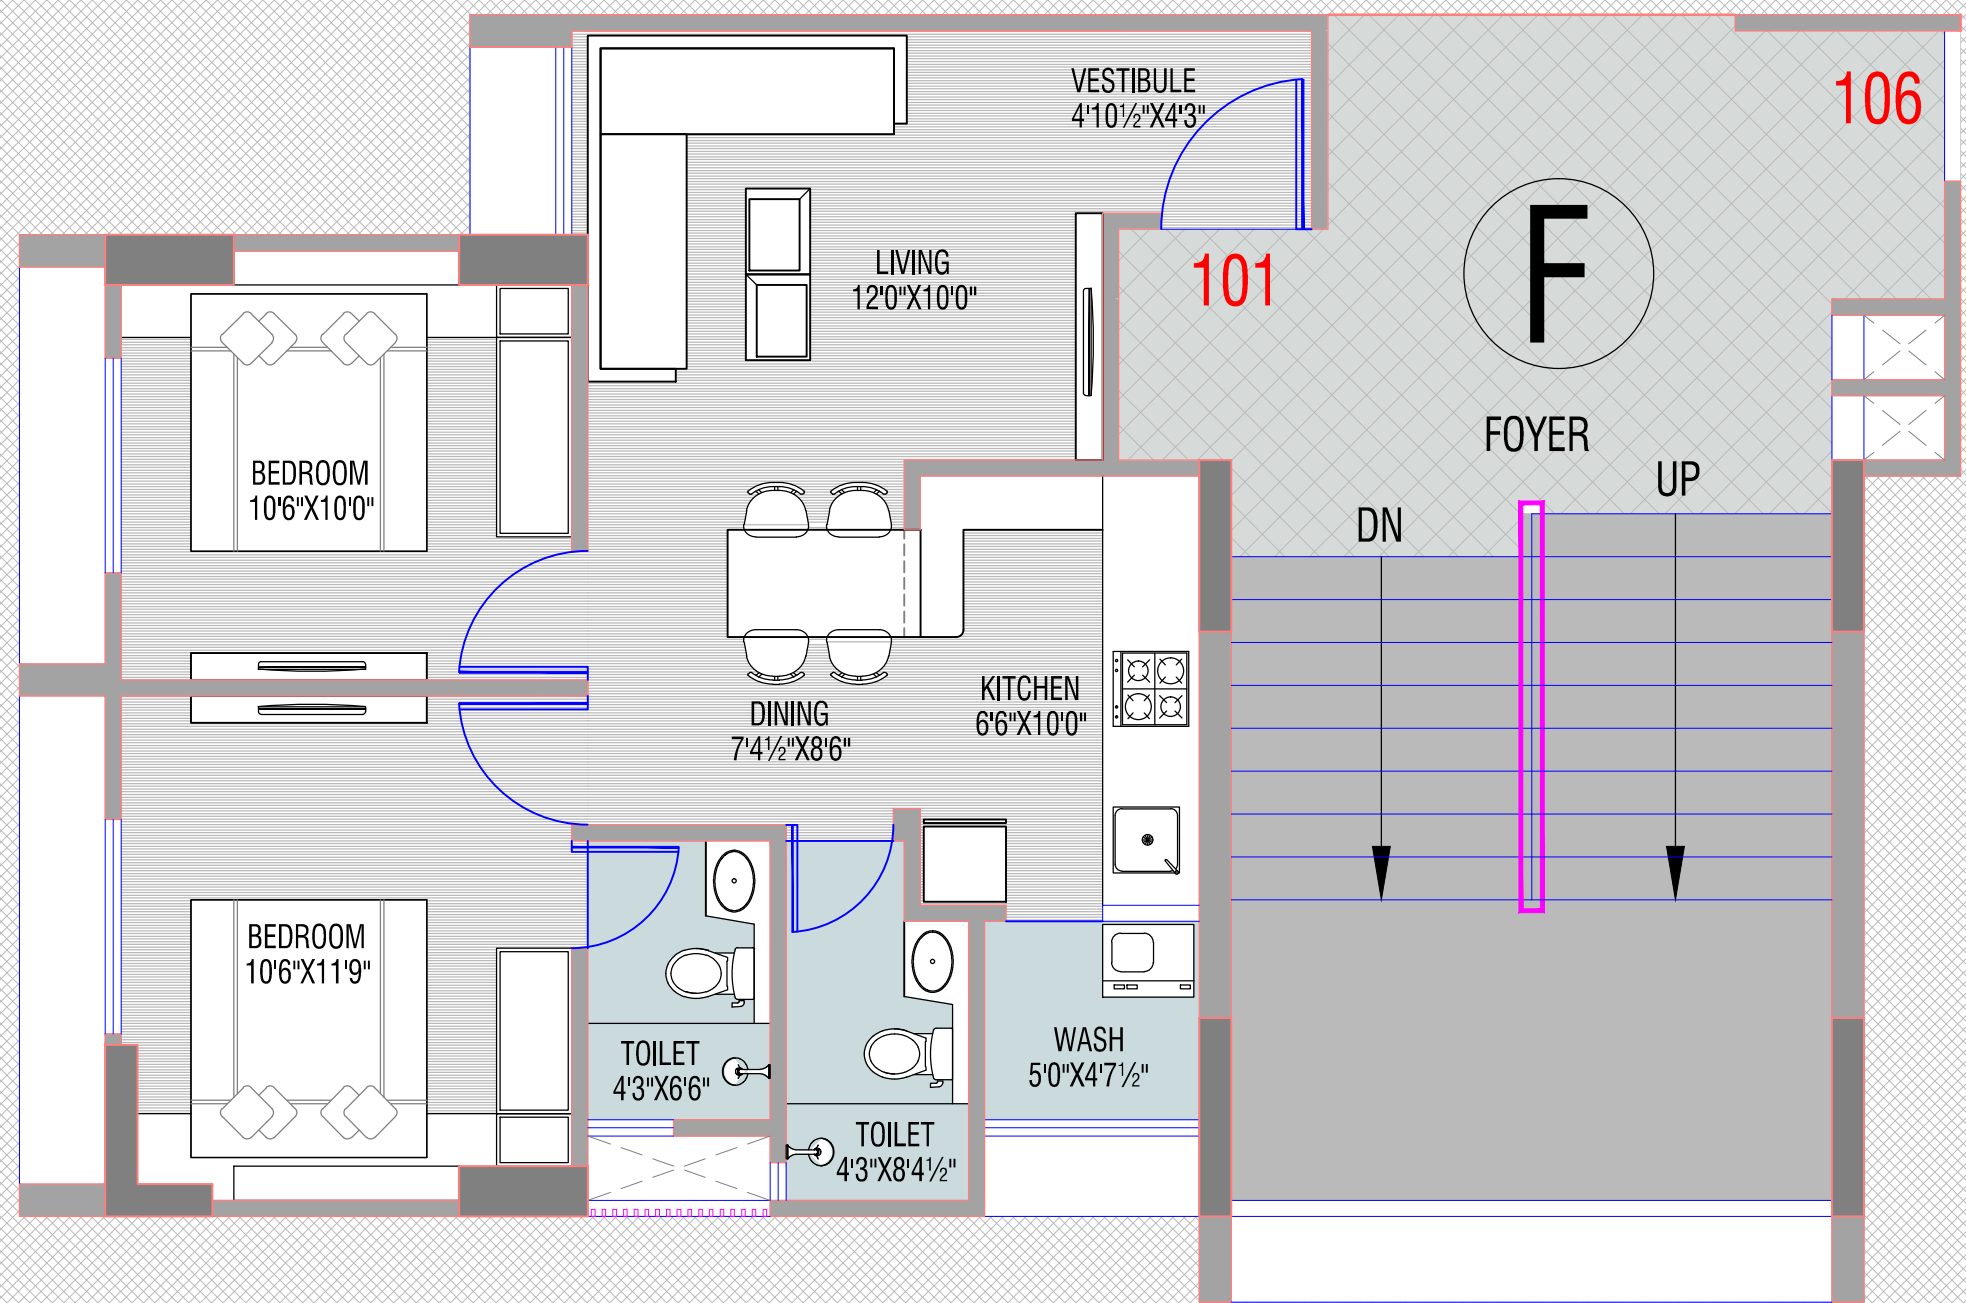 VESTIBULE
4'10½"X4'3"
106
101
F
LIVING
12'0"X10'0"
FOYER
UP
DN
BEDROOM
10'6"X10'0"
KITCHEN
6'6"X10'0"
DINING
7'4½"X8'6"
BEDROOM
10'6"X11'9"
TOILET
4'3"X6'6"
WASH
5'0"X4'7½"
TOILET
4'3"X8'4½"